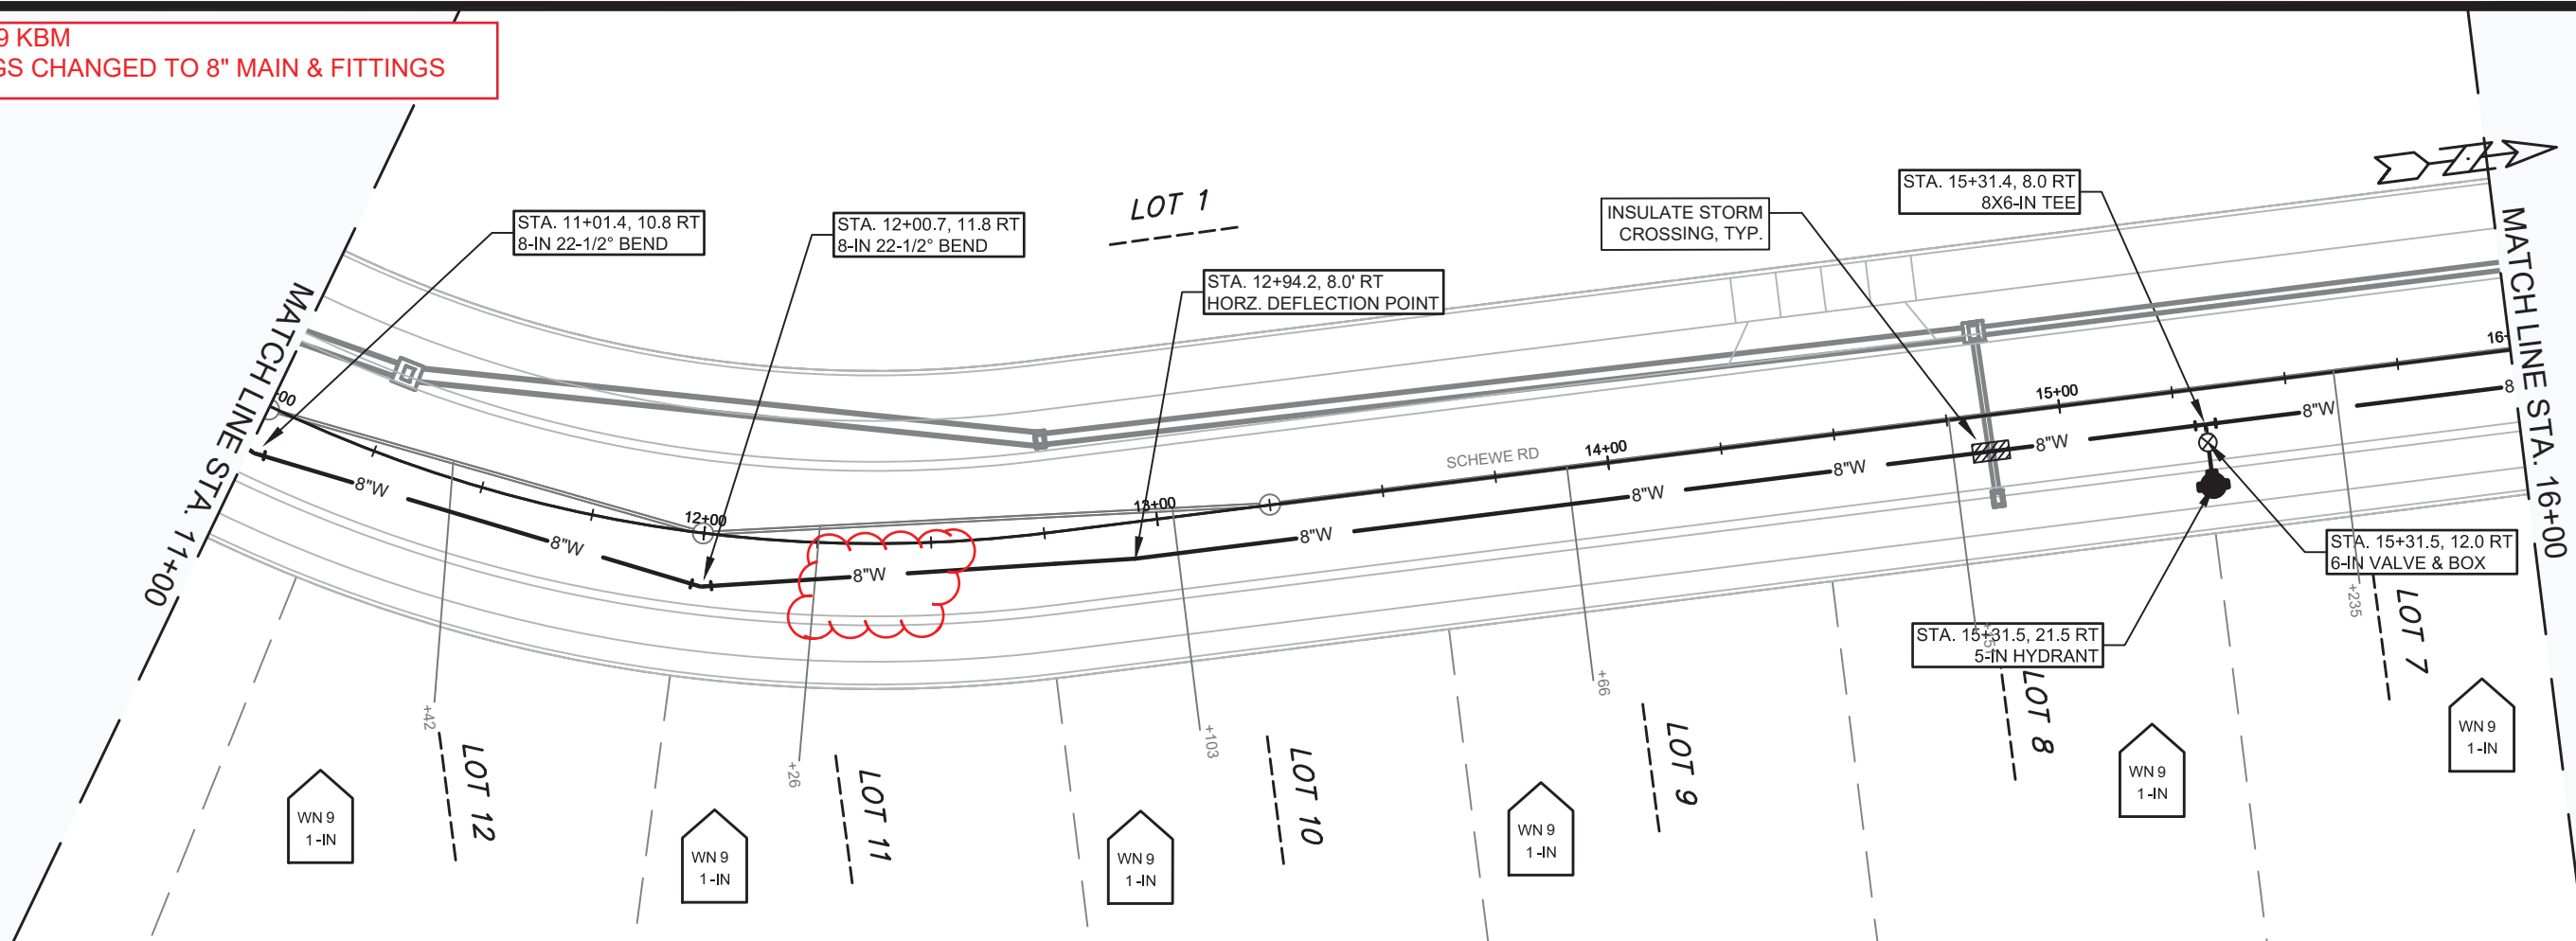 9 KBM
GS CHANGED TO 8" MAIN & FITTINGS
STA. 11+01.4, 10.8 RT
8-IN 22-1/2° BEND
STA. 12+00.7, 11.8 RT
8-IN 22-1/2° BEND
LOT 1
STA. 12+94.2, 8.0' RT
HORZ. DEFLECTION POINT
INSULATE STORM
CROSSING, TYP.
STA. 15+31.4, 8.0 RT
8X6-IN TEE
MATCH LINE STA. 11+00
MATCH LINE STA. 16+00
+00
12+00
13+00
14+00
15+00
16+
SCHEWE RD
8"W
8"W
8"W
8"W
8"W
8"W
8"W
8"W
8
STA. 15+31.5, 12.0 RT
6-IN VALVE & BOX
STA. 15+31.5, 21.5 RT
5-IN HYDRANT
+42
+26
+103
+66
+235
LOT 12
LOT 11
LOT 10
LOT 9
LOT 8
LOT 7
WN 9
1-IN
WN 9
1-IN
WN 9
1-IN
WN 9
1-IN
WN 9
1-IN
WN 9
1-IN